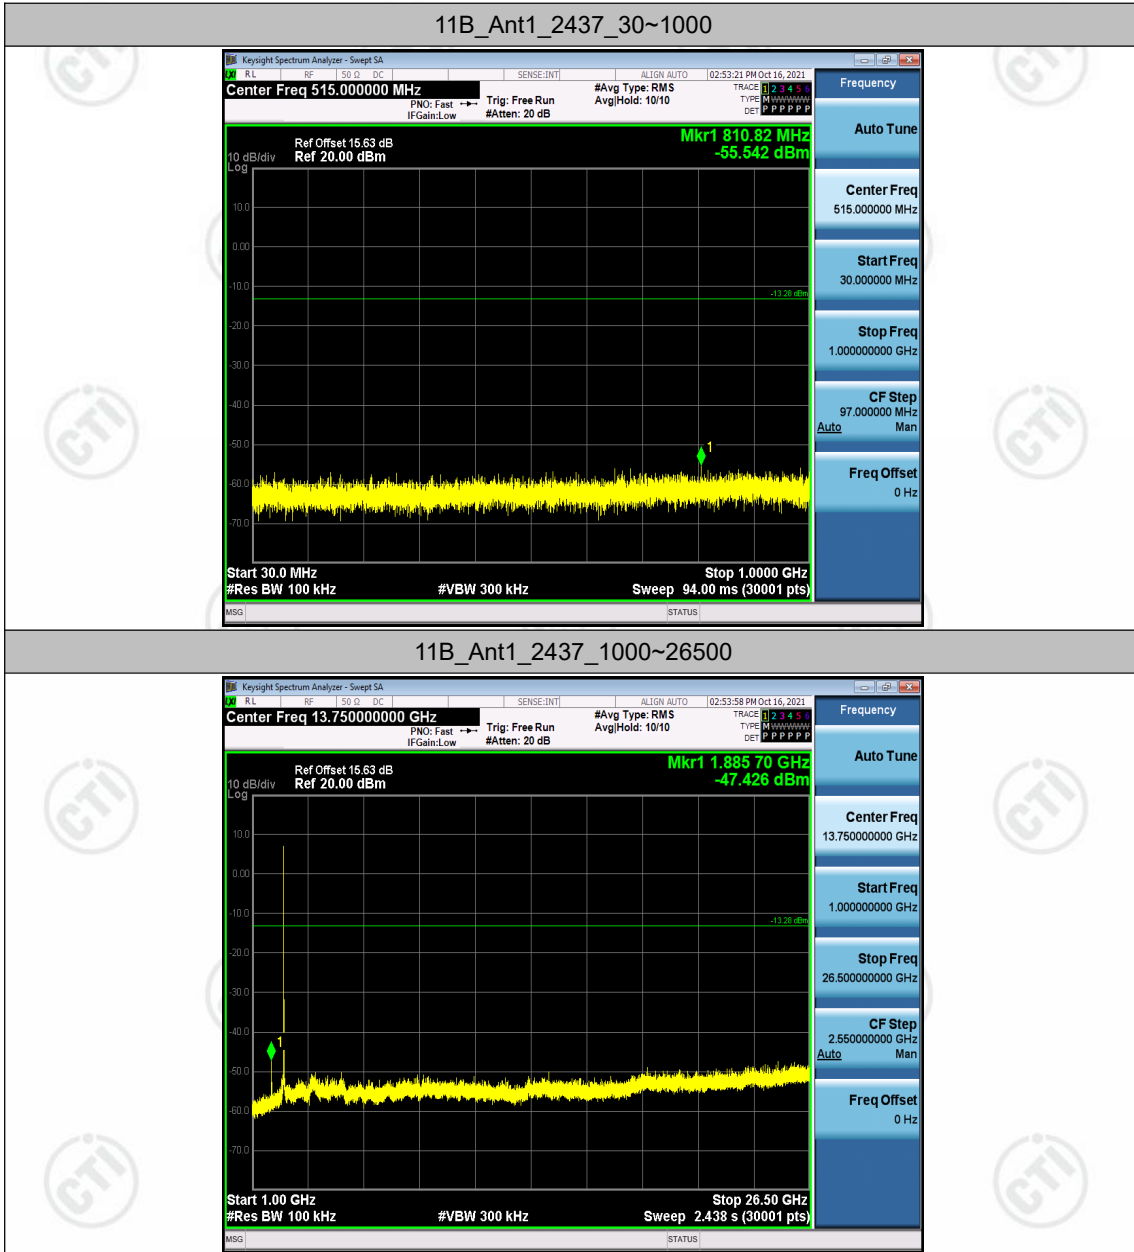 11B_Ant1_2437_30~1000
Keysight Spectrum Analyzer - Swept SA
LXI RL RF 50 Ω DC SENSE:INT ALIGN AUTO 02:53:21 PM Oct 16, 2021
Center Freq 515.000000 MHz
PNO: Fast
IFGain:Low
Trig: Free Run
#Atten: 20 dB
#Avg Type: RMS
Avg|Hold: 10/10
TRACE 1 2 3 4 5 6
TYPE M WWWWW
DET P P P P P P
Ref Offset 15.63 dB
10 dB/div Ref 20.00 dBm
Log
Mkr1 810.82 MHz
-55.542 dBm
10.0
0.00
-10.0
-13.28 dBm
-20.0
-30.0
-40.0
-50.0
1
-60.0
-70.0
Start 30.0 MHz Stop 1.0000 GHz
#Res BW 100 kHz #VBW 300 kHz Sweep 94.00 ms (30001 pts)
MSG STATUS
Frequency
Auto Tune
Center Freq
515.000000 MHz
Start Freq
30.000000 MHz
Stop Freq
1.000000000 GHz
CF Step
97.000000 MHz
Auto Man
Freq Offset
0 Hz
11B_Ant1_2437_1000~26500
Keysight Spectrum Analyzer - Swept SA
LXI RL RF 50 Ω DC SENSE:INT ALIGN AUTO 02:53:58 PM Oct 16, 2021
Center Freq 13.750000000 GHz
PNO: Fast
IFGain:Low
Trig: Free Run
#Atten: 20 dB
#Avg Type: RMS
Avg|Hold: 10/10
TRACE 1 2 3 4 5 6
TYPE M WWWWW
DET P P P P P P
Ref Offset 15.63 dB
10 dB/div Ref 20.00 dBm
Log
Mkr1 1.885 70 GHz
-47.426 dBm
10.0
0.00
-10.0
-13.28 dBm
-20.0
-30.0
-40.0
1
-50.0
-60.0
-70.0
Start 1.00 GHz Stop 26.50 GHz
#Res BW 100 kHz #VBW 300 kHz Sweep 2.438 s (30001 pts)
MSG STATUS
Frequency
Auto Tune
Center Freq
13.750000000 GHz
Start Freq
1.000000000 GHz
Stop Freq
26.500000000 GHz
CF Step
2.550000000 GHz
Auto Man
Freq Offset
0 Hz
CTI
CTI
CTI
CTI
CTI
CTI
CTI
CTI